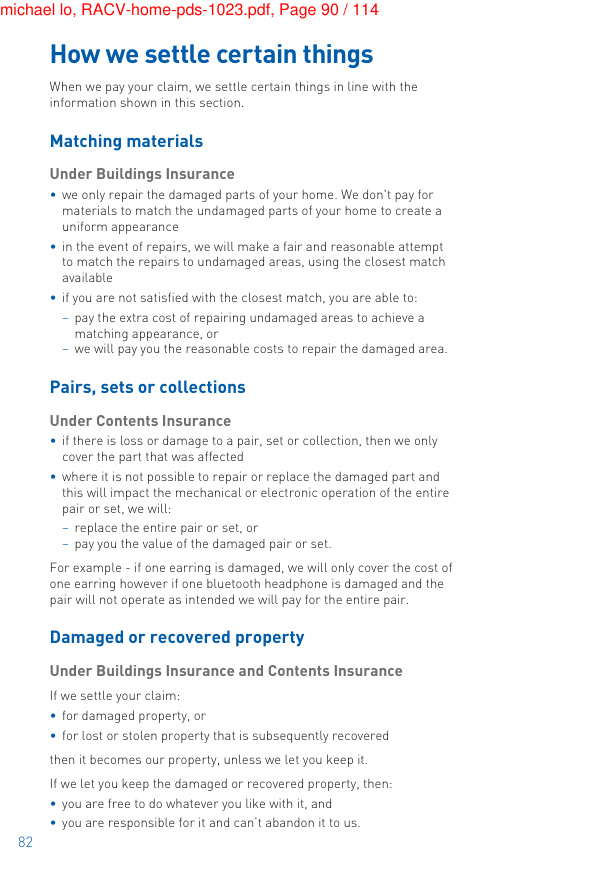 michael lo, RACV-home-pds-1023.pdf, Page 90 / 114
How we settle certain things
When we pay your claim, we settle certain things in line with the
information shown in this section.
Matching materials
Under Buildings Insurance
• we only repair the damaged parts of your home. We don't pay for
materials to match the undamaged parts of your home to create a
uniform appearance
• in the event of repairs, we will make a fair and reasonable attempt
to match the repairs to undamaged areas, using the closest match
available
• if you are not satisfied with the closest match, you are able to:
– pay the extra cost of repairing undamaged areas to achieve a
matching appearance, or
– we will pay you the reasonable costs to repair the damaged area.
Pairs, sets or collections
Under Contents Insurance
• if there is loss or damage to a pair, set or collection, then we only
cover the part that was affected
• where it is not possible to repair or replace the damaged part and
this will impact the mechanical or electronic operation of the entire
pair or set, we will:
– replace the entire pair or set, or
– pay you the value of the damaged pair or set.
For example - if one earring is damaged, we will only cover the cost of
one earring however if one bluetooth headphone is damaged and the
pair will not operate as intended we will pay for the entire pair.
Damaged or recovered property
Under Buildings Insurance and Contents Insurance
If we settle your claim:
• for damaged property, or
• for lost or stolen property that is subsequently recovered
then it becomes our property, unless we let you keep it.
If we let you keep the damaged or recovered property, then:
• you are free to do whatever you like with it, and
• you are responsible for it and can't abandon it to us.
82